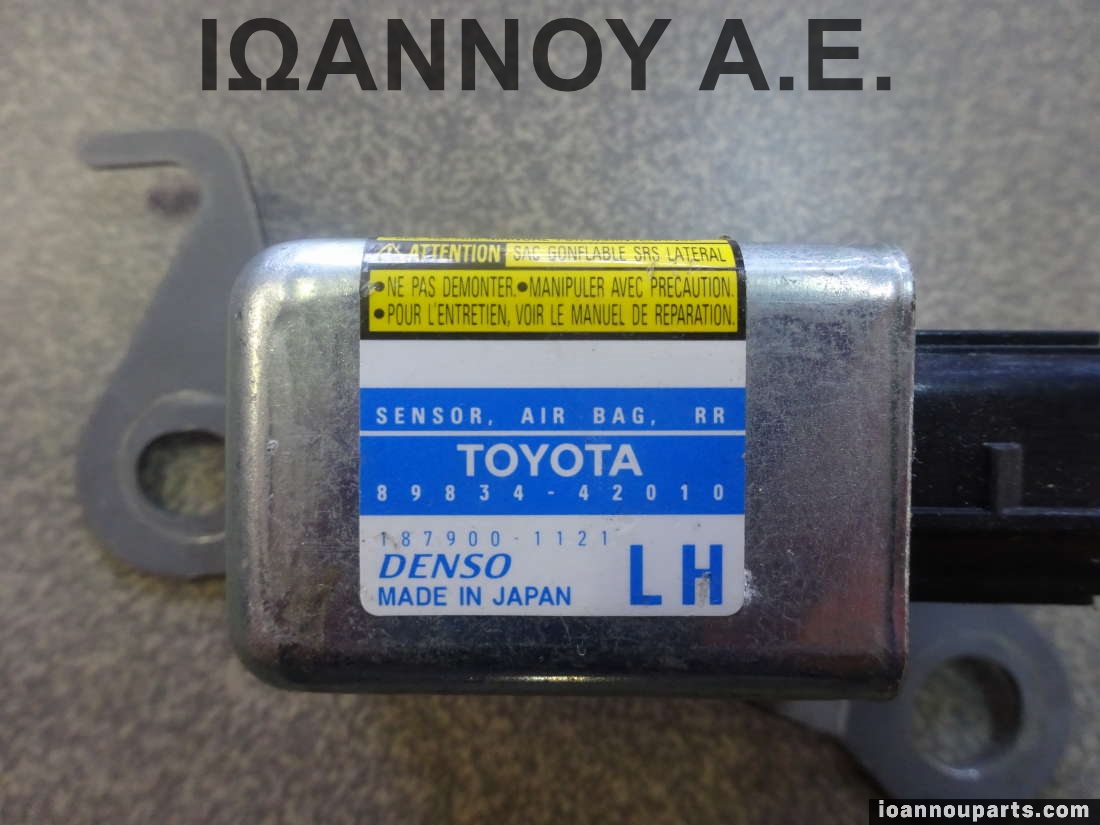 ΙΩΑΝΝΟΥ Α.Ε.
ATTENTION SAC GONFLABLE SRS LATERAL
•NE PAS DEMONTER.•MANIPULER AVEC PRECAUTION.
•POUR L'ENTRETIEN, VOIR LE MANUEL DE REPARATION.
SENSOR, AIR BAG, RR
TOYOTA
89834-42010
187900-1121
DENSO
MADE IN JAPAN
LH
ioannouparts.com